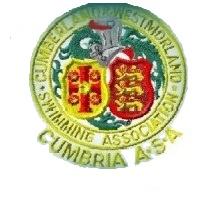 CUMBERLAND & WESTMORLAND
• SWIMMING ASSOCIATION •
CUMBRIA A·S·A